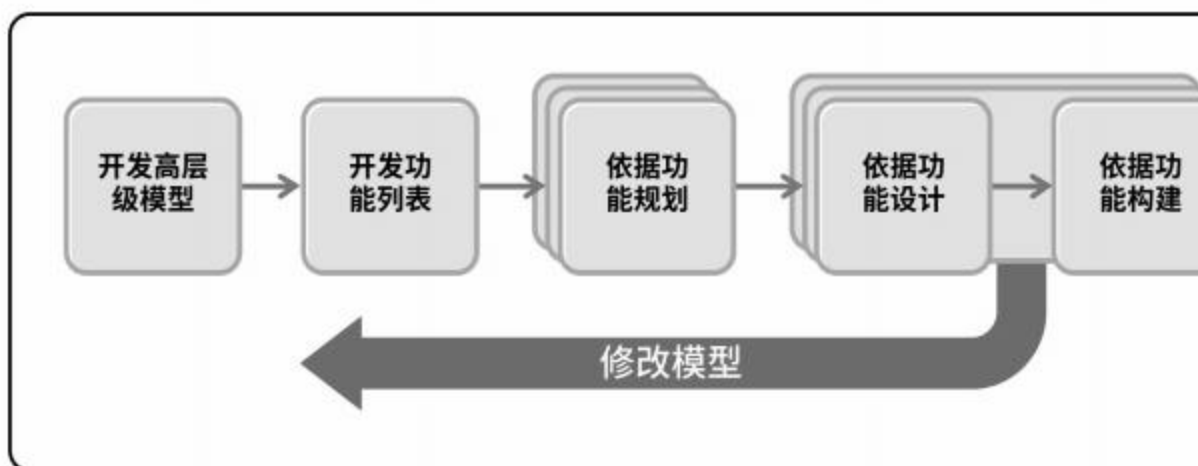 开发高层
级模型
开发功
能列表
依据功
能规划
依据功
能设计
依据功
能构建
修改模型